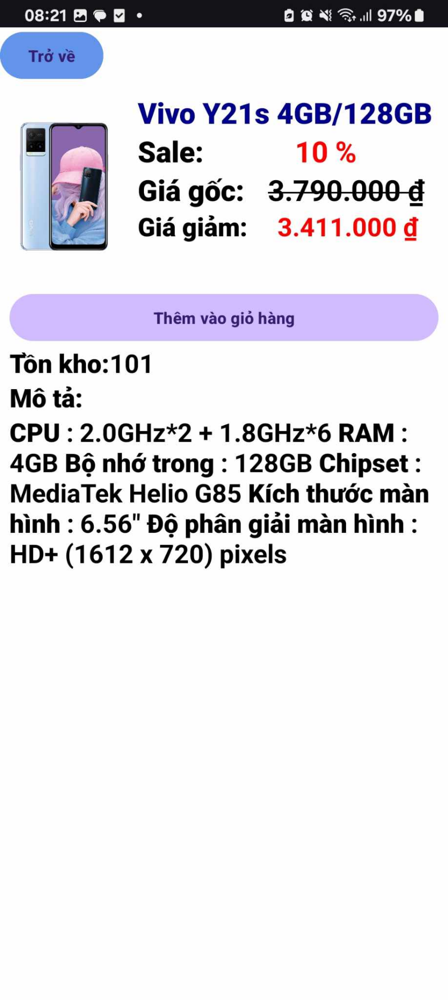 08:21 97%
Trở về
Vivo Y21s 4GB/128GB
Sale: 10 %
Giá gốc: 3.790.000 ₫
Giá giảm: 3.411.000 ₫
vivo
Thêm vào giỏ hàng
Tồn kho:101
Mô tả:
CPU : 2.0GHz*2 + 1.8GHz*6 RAM :
4GB Bộ nhớ trong : 128GB Chipset :
MediaTek Helio G85 Kích thước màn
hình : 6.56" Độ phân giải màn hình :
HD+ (1612 x 720) pixels